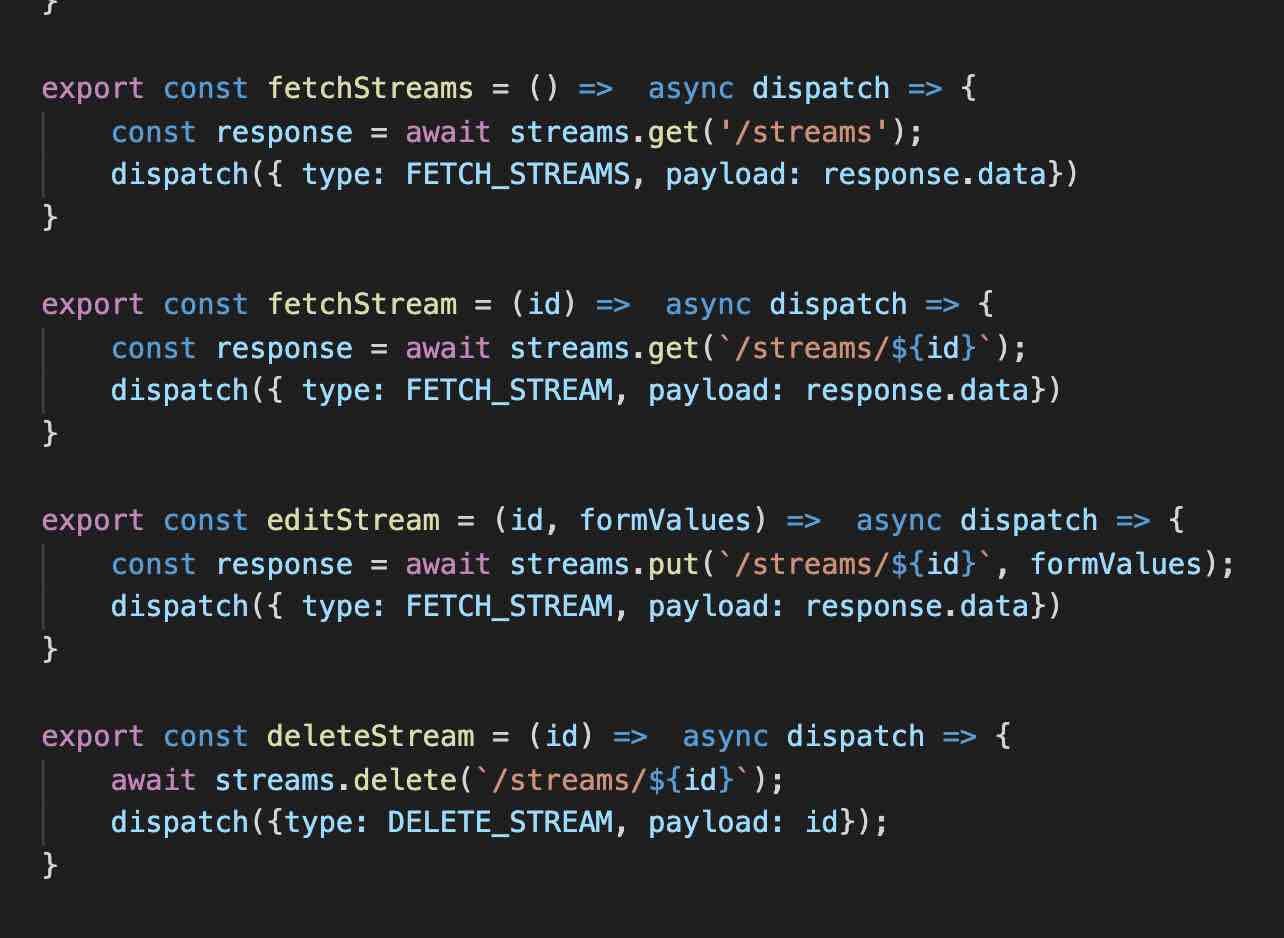 }
export const fetchStreams = () =>  async dispatch => {
    const response = await streams.get('/streams');
    dispatch({ type: FETCH_STREAMS, payload: response.data})
}
export const fetchStream = (id) =>  async dispatch => {
    const response = await streams.get(`/streams/${id}`);
    dispatch({ type: FETCH_STREAM, payload: response.data})
}
export const editStream = (id, formValues) =>  async dispatch => {
    const response = await streams.put(`/streams/${id}`, formValues);
    dispatch({ type: FETCH_STREAM, payload: response.data})
}
export const deleteStream = (id) =>  async dispatch => {
    await streams.delete(`/streams/${id}`);
    dispatch({type: DELETE_STREAM, payload: id});
}